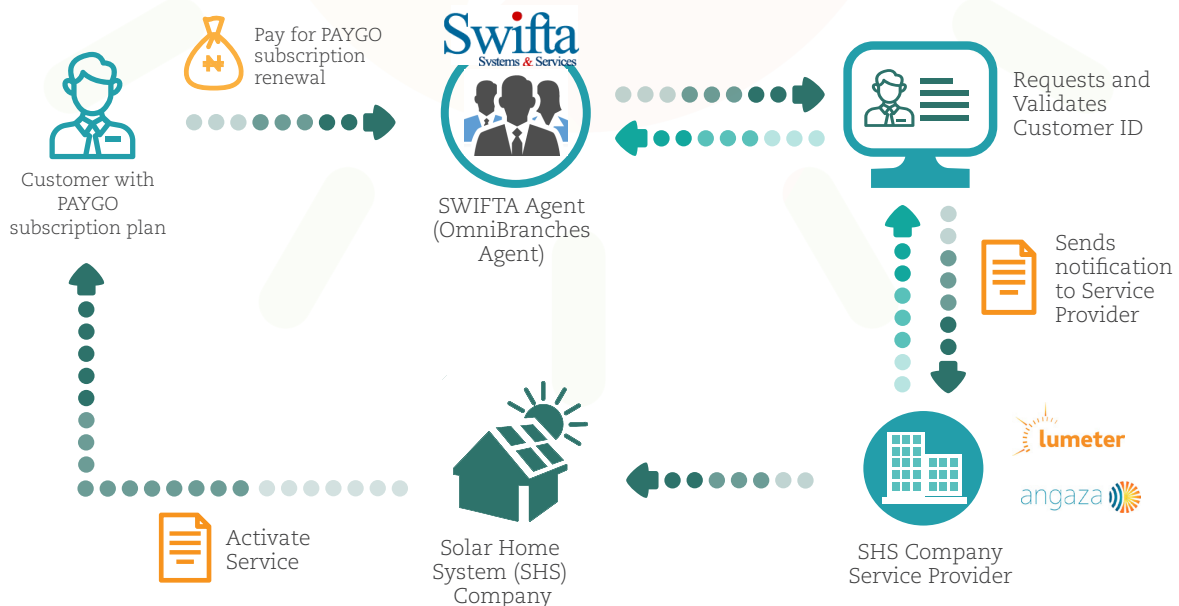 Pay for PAYGO
subscription
renewal
Swifta
Systems & Services
Requests and
Validates
Customer ID
Customer with
PAYGO
subscription plan
SWIFTA Agent
(OmniBranches
Agent)
Sends
notification
to Service
Provider
lumeter
angaza
Activate
Service
Solar Home
System (SHS)
Company
SHS Company
Service Provider